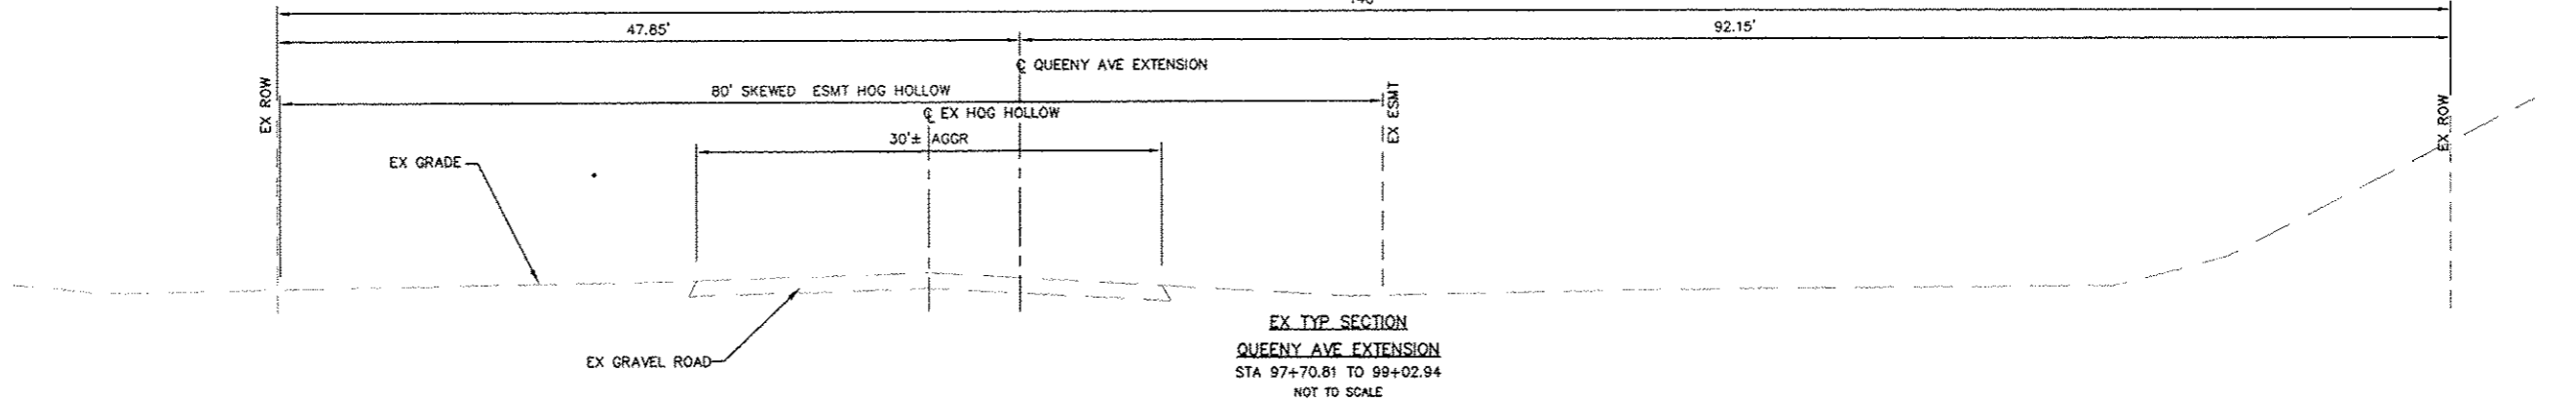 47.85'
92.15'
℄ QUEENY AVE EXTENSION
EX ROW
80' SKEWED ESMT HOG HOLLOW
EX ESMT
EX ROW
℄ EX HOG HOLLOW
30'± AGGR
EX GRADE
EX GRAVEL ROAD
EX TYP SECTION
QUEENY AVE EXTENSION
STA 97+70.81 TO 99+02.94
NOT TO SCALE